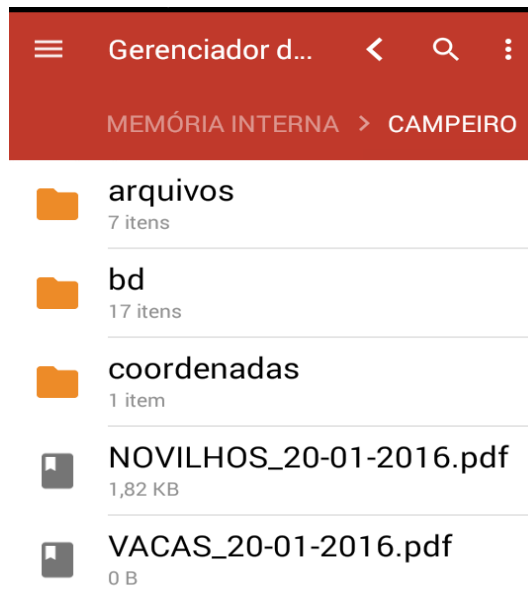 Gerenciador d...
MEMÓRIA INTERNA > CAMPEIRO
arquivos
7 itens
bd
17 itens
coordenadas
1 item
NOVILHOS_20-01-2016.pdf
1,82 KB
VACAS_20-01-2016.pdf
0 B